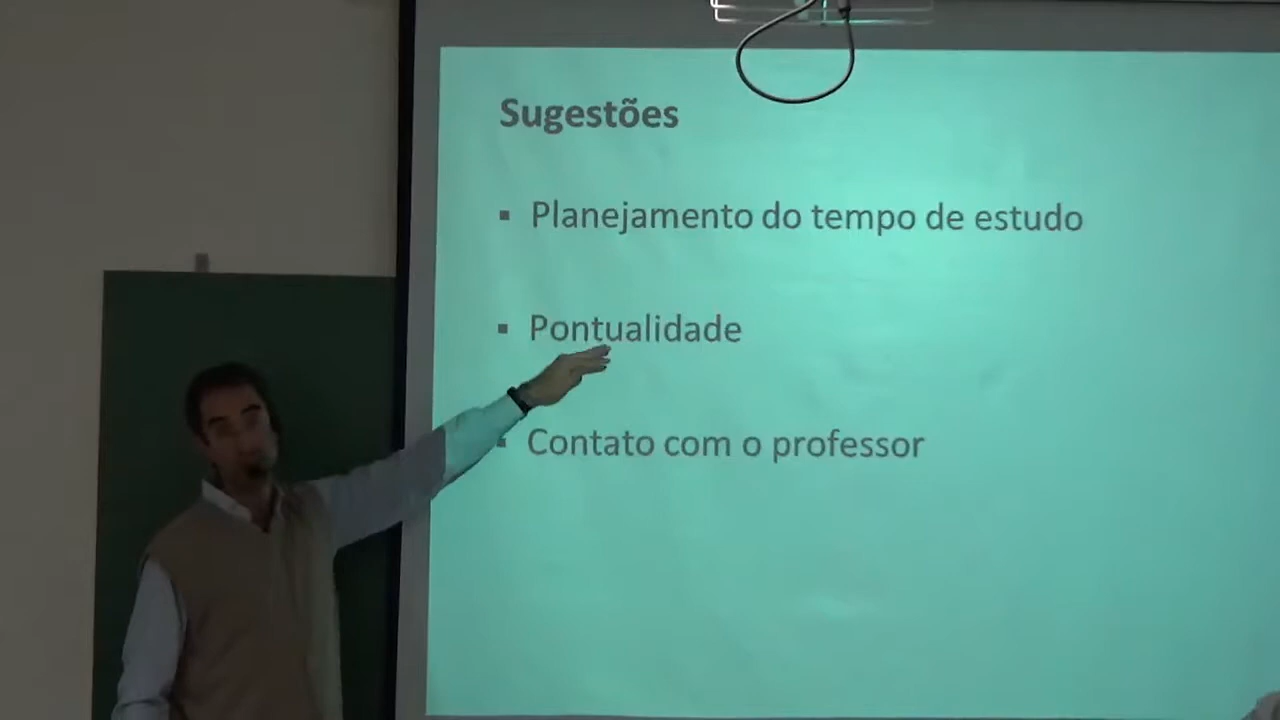 Sugestões
Planejamento do tempo de estudo
Pontualidade
Contato com o professor